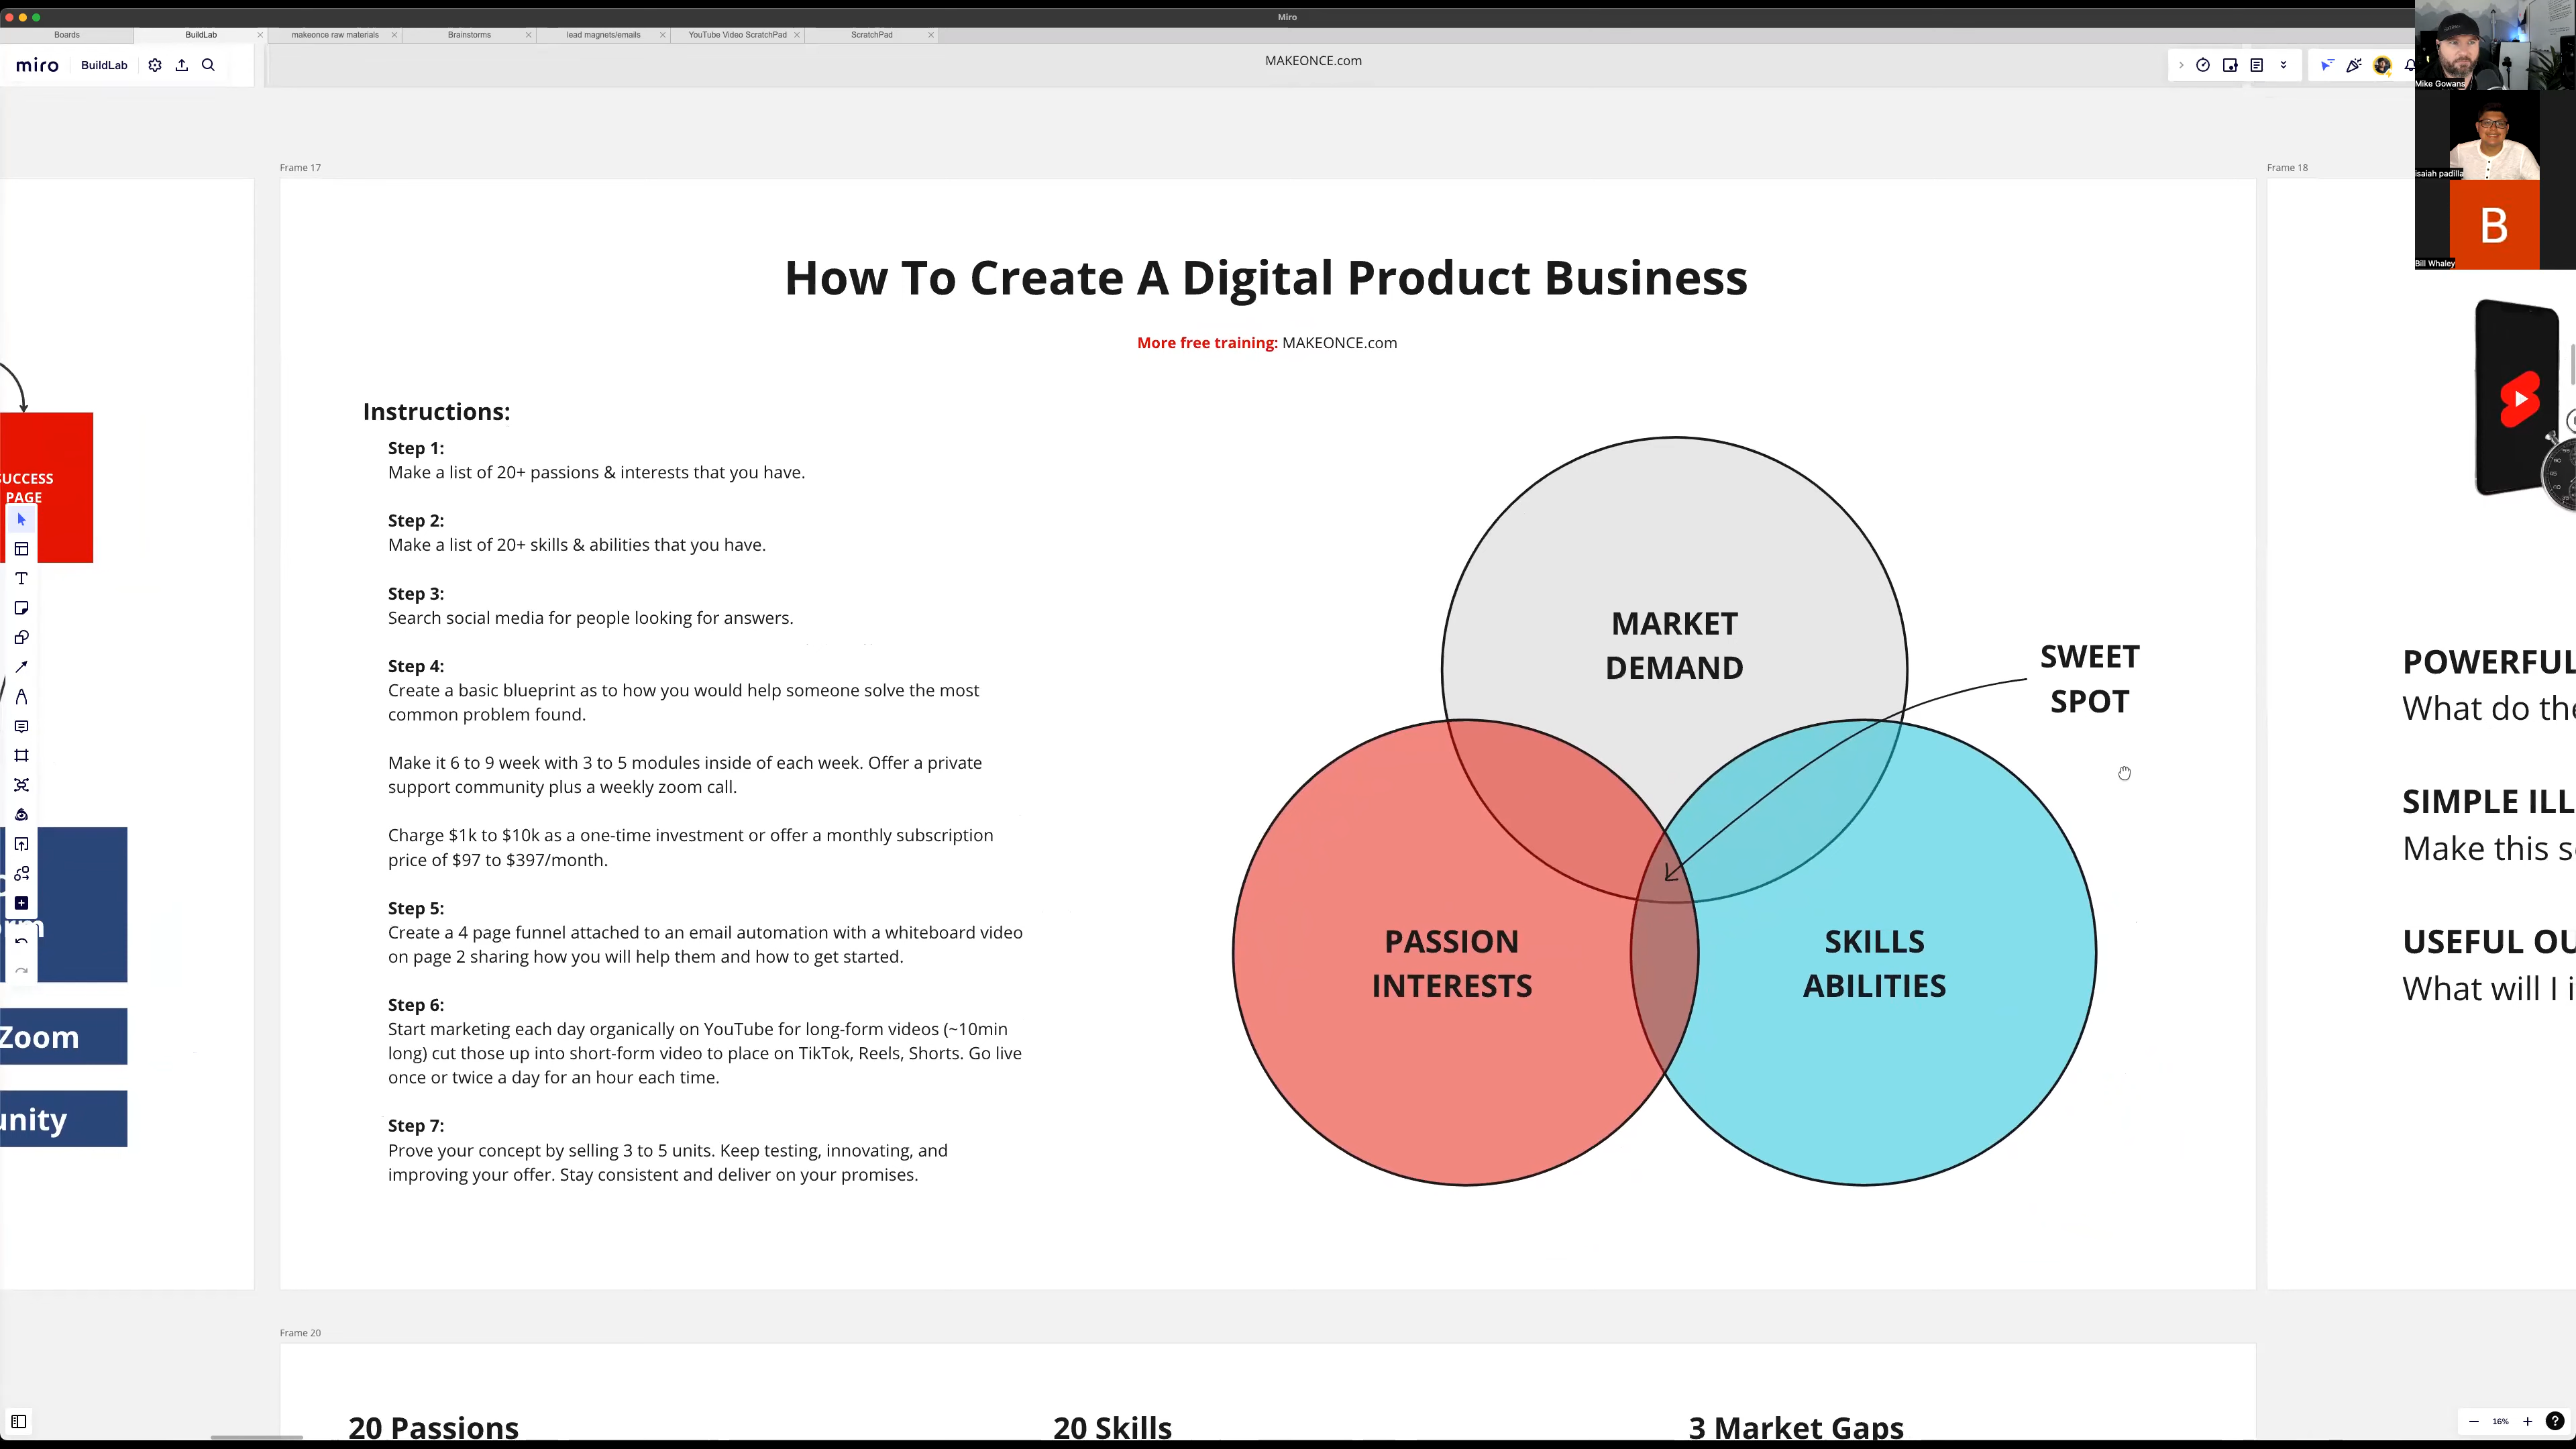 Miro
Boards
BuildLab
makeonce raw materials
Brainstorms
lead magnets/emails
YouTube Video ScratchPad
ScratchPad
miro
BuildLab
MAKEONCE.com
Mike Gowans
isaiah padilla
B
Bill Whaley
Frame 17
Frame 18
How To Create A Digital Product Business
More free training: MAKEONCE.com
Instructions:
Step 1:
Make a list of 20+ passions & interests that you have.
Step 2:
Make a list of 20+ skills & abilities that you have.
Step 3:
Search social media for people looking for answers.
Step 4:
Create a basic blueprint as to how you would help someone solve the most
common problem found.
Make it 6 to 9 week with 3 to 5 modules inside of each week. Offer a private
support community plus a weekly zoom call.
Charge $1k to $10k as a one-time investment or offer a monthly subscription
price of $97 to $397/month.
Step 5:
Create a 4 page funnel attached to an email automation with a whiteboard video
on page 2 sharing how you will help them and how to get started.
Step 6:
Start marketing each day organically on YouTube for long-form videos (~10min
long) cut those up into short-form video to place on TikTok, Reels, Shorts. Go live
once or twice a day for an hour each time.
Step 7:
Prove your concept by selling 3 to 5 units. Keep testing, innovating, and
improving your offer. Stay consistent and deliver on your promises.
MARKET
DEMAND
SWEET
SPOT
PASSION
INTERESTS
SKILLS
ABILITIES
UCCESS
PAGE
Zoom
unity
POWERFUL
What do the
SIMPLE ILL
Make this s
USEFUL OU
What will I i
Frame 20
20 Passions
20 Skills
3 Market Gaps
16%